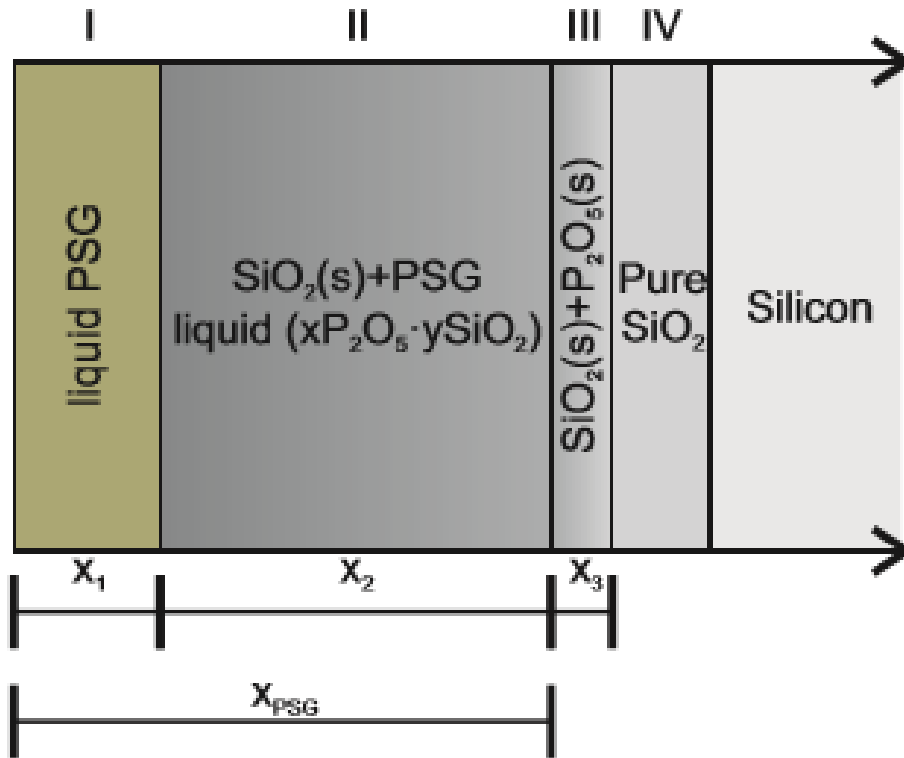 I II III IV
liquid PSG
SiO₂(s)+PSG
liquid (xP₂O₅·ySiO₂)
SiO₂(s)+P₂O₅(s)
Pure
SiO₂
Silicon
x₁ x₂ x₃
x_PSG